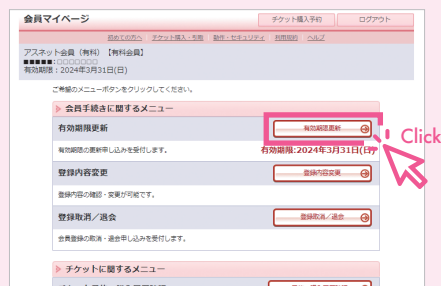 会員マイページ
チケット購入予約 ログアウト
初めての方へ チケット購入・引取 動作・セキュリティ 利用規約 ヘルプ
アスネット会員（有料）【有料会員】
■■■■■:□□□□□□□
有効期限：2024年3月31日(日)
ご希望のメニューボタンをクリックしてください。
会員手続きに関するメニュー
有効期限更新 有効期限更新
Click
有効期限の更新申し込みを受付します。 有効期限:2024年3月31日(日)
登録内容変更 登録内容変更
登録内容の確認・変更が可能です。
登録取消／退会 登録取消／退会
会員登録の取消・退会申し込みを受付します。
チケットに関するメニュー